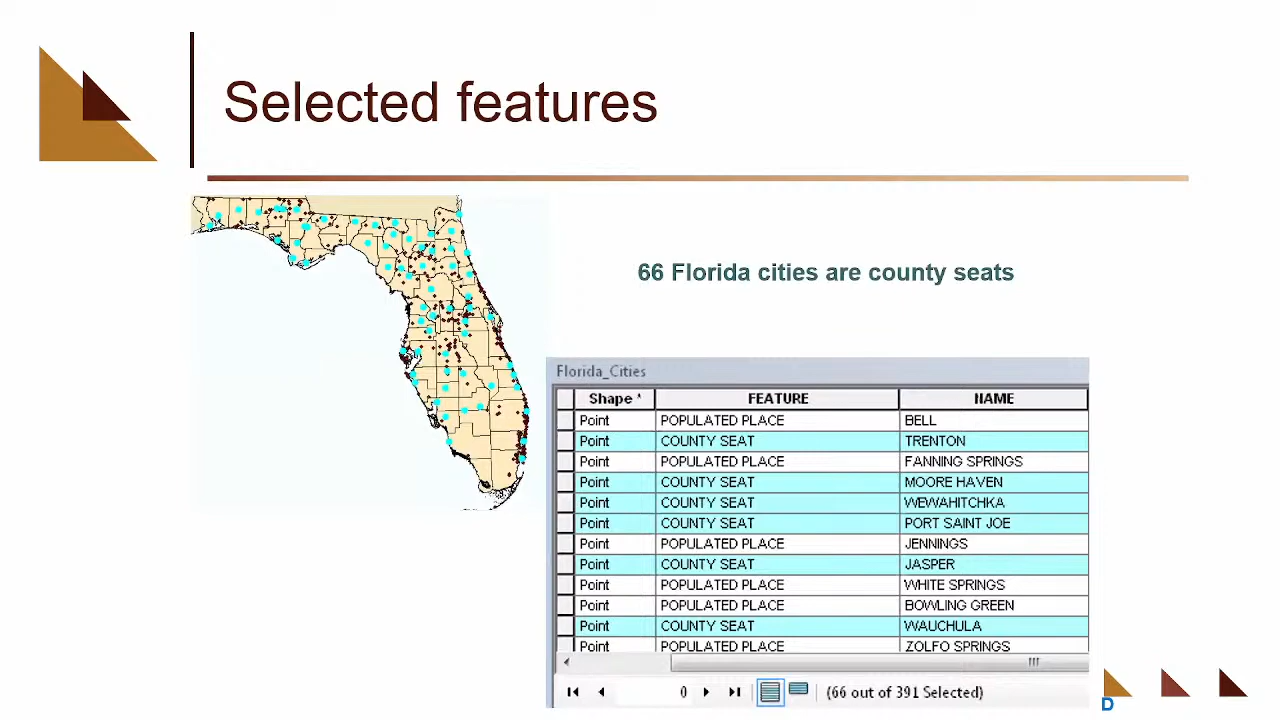 Selected features
66 Florida cities are county seats
Florida_Cities
Shape * FEATURE NAME
Point POPULATED PLACE BELL
Point COUNTY SEAT TRENTON
Point POPULATED PLACE FANNING SPRINGS
Point COUNTY SEAT MOORE HAVEN
Point COUNTY SEAT WEWAHITCHKA
Point COUNTY SEAT PORT SAINT JOE
Point POPULATED PLACE JENNINGS
Point COUNTY SEAT JASPER
Point POPULATED PLACE WHITE SPRINGS
Point POPULATED PLACE BOWLING GREEN
Point COUNTY SEAT WAUCHULA
Point POPULATED PLACE ZOLFO SPRINGS
0 (66 out of 391 Selected)
D